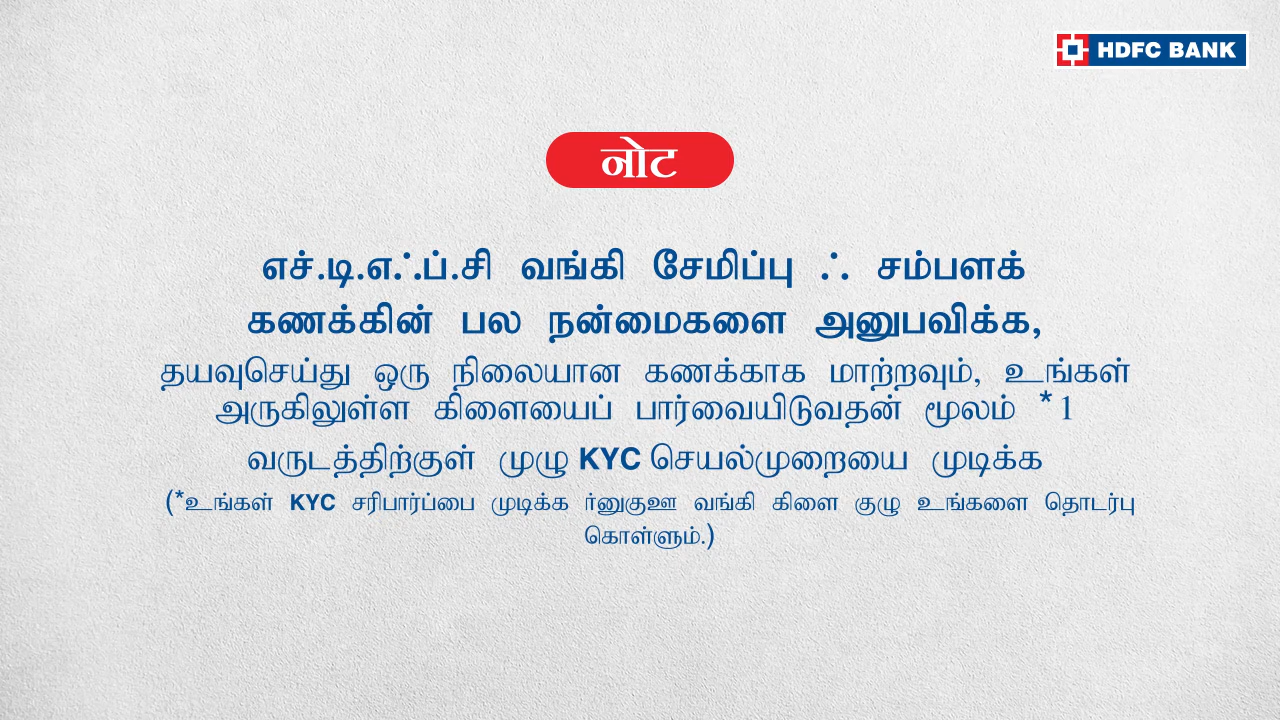 HDFC BANK
नोट
எச்.டி.எஃப்.சி வங்கி சேமிப்பு ஃ சம்பளக்
கணக்கின் பல நன்மைகளை அனுபவிக்க,
தயவுசெய்து ஒரு நிலையான கணக்காக மாற்றவும், உங்கள்
அருகிலுள்ள கிளையைப் பார்வையிடுவதன் மூலம் *1
வருடத்திற்குள் முழு KYC செயல்முறையை முடிக்க
(*உங்கள் KYC சரிபார்ப்பை முடிக்க ர்னுகுஊ வங்கி கிளை குழு உங்களை தொடர்பு
கொள்ளும்.)